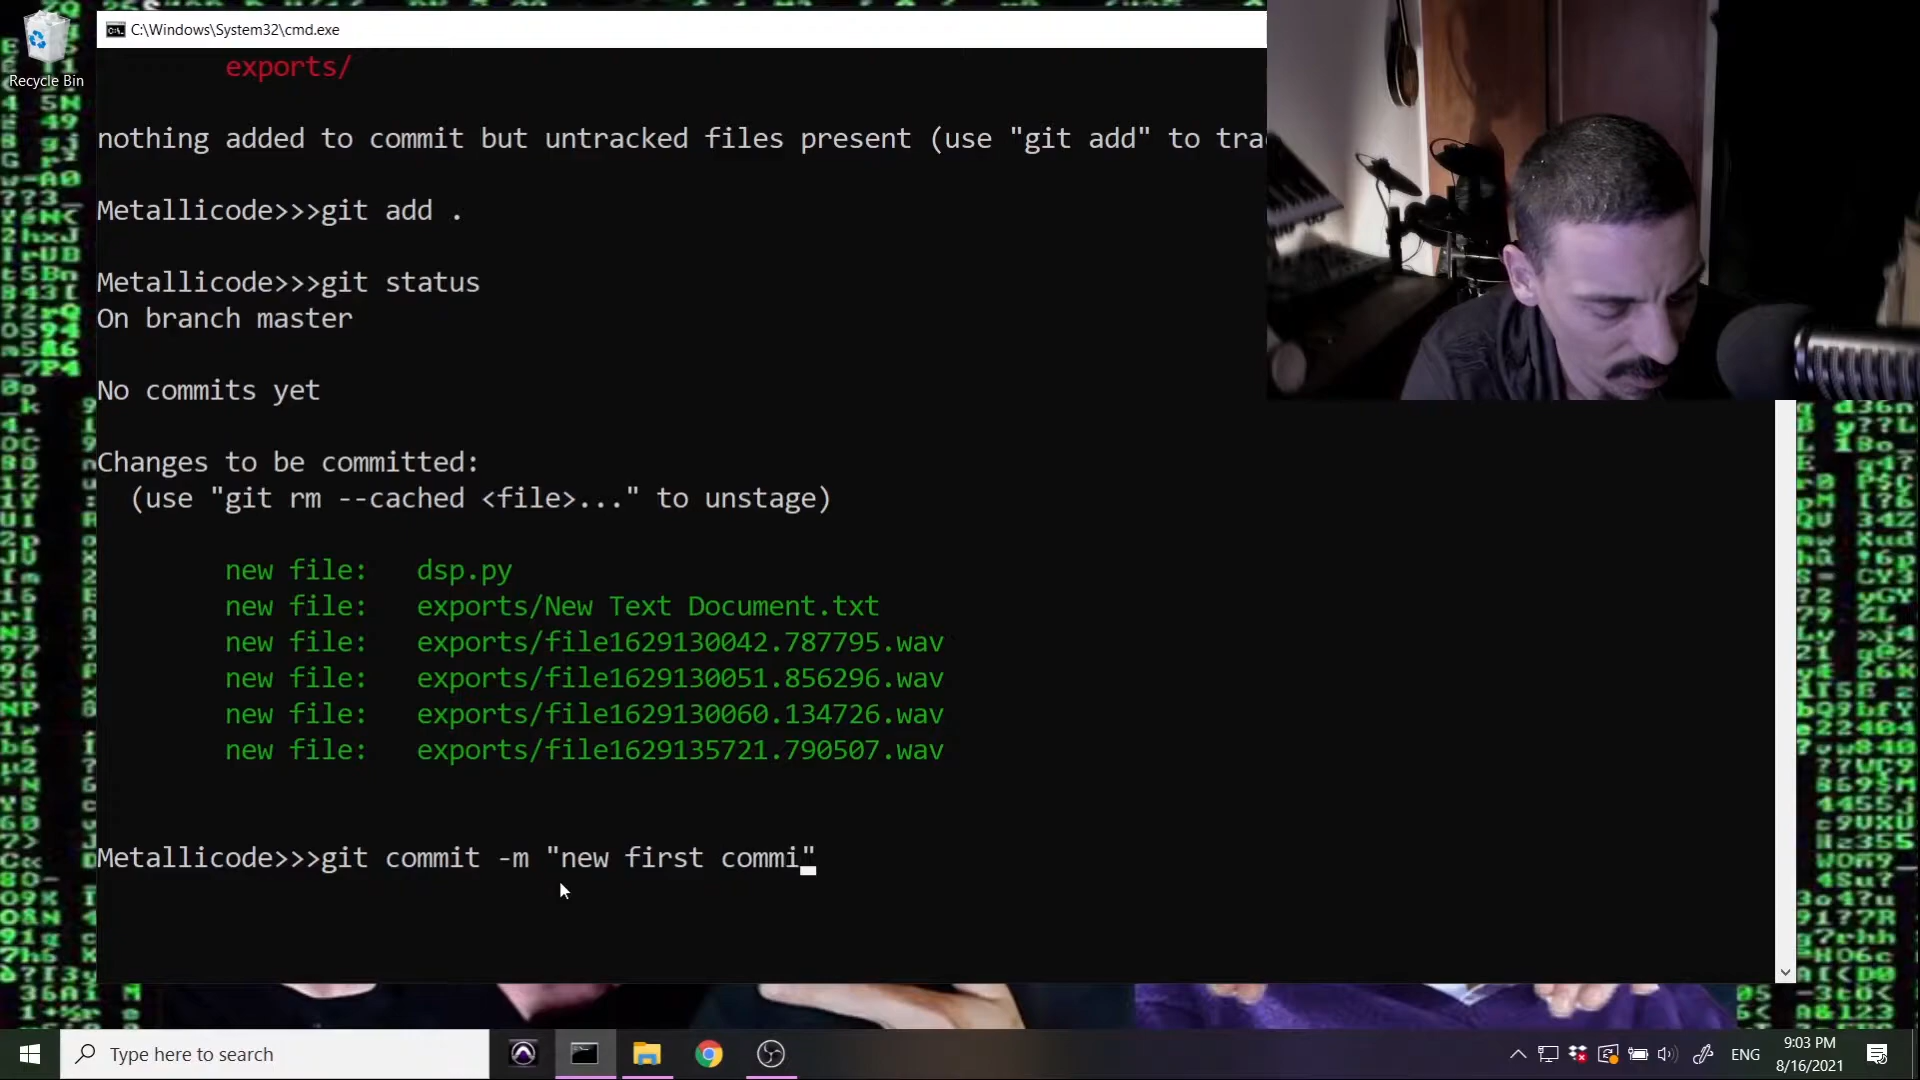 Recycle Bin
C:\Windows\System32\cmd.exe
exports/
nothing added to commit but untracked files present (use "git add" to
Metallicode>>>git add .
Metallicode>>>git status
On branch master
No commits yet
Changes to be committed:
(use "git rm --cached <file>..." to unstage)
new file: dsp.py
new file: exports/New Text Document.txt
new file: exports/file1629130042.787795.wav
new file: exports/file1629130051.856296.wav
new file: exports/file1629130060.134726.wav
new file: exports/file1629135721.790507.wav
Metallicode>>>git commit -m "new first commi"
Type here to search
ENG
9:03 PM
8/16/2021